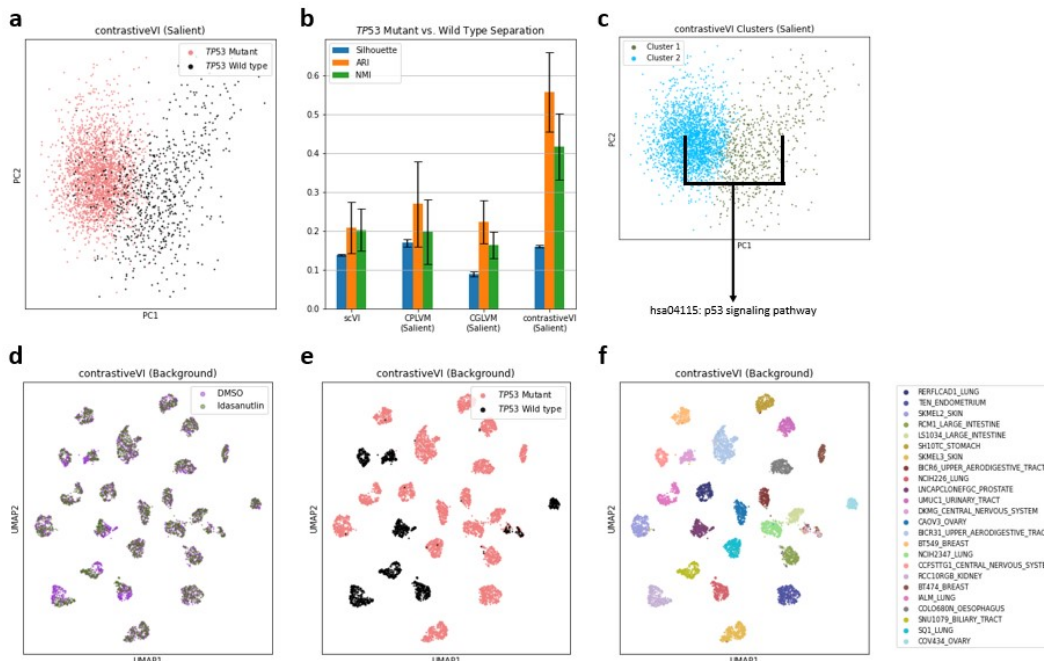 a
contrastiveVI (Salient)
TP53 Mutant
TP53 Wild type
PC2
PC1
b
TP53 Mutant vs. Wild Type Separation
Silhouette
ARI
NMI
0.6
0.5
0.4
0.3
0.2
0.1
0.0
scVI
CPLVM
(Salient)
CGLVM
(Salient)
contrastiveVI
(Salient)
c
contrastiveVI Clusters (Salient)
Cluster 1
Cluster 2
PC2
PC1
hsa04115: p53 signaling pathway
d
contrastiveVI (Background)
DMSO
Idasanutlin
UMAP2
UMAP1
e
contrastiveVI (Background)
TP53 Mutant
TP53 Wild type
UMAP2
UMAP1
f
contrastiveVI (Background)
UMAP2
UMAP1
RERFLCAD1_LUNG
TEN_ENDOMETRIUM
SKMEL2_SKIN
RCM1_LARGE_INTESTINE
LS1034_LARGE_INTESTINE
SH10TC_STOMACH
SKMEL3_SKIN
BICR6_UPPER_AERODIGESTIVE_TRACT
NCIH226_LUNG
LNCAPCLONEFGC_PROSTATE
UMUC1_URINARY_TRACT
DKMG_CENTRAL_NERVOUS_SYSTEM
CAOV3_OVARY
BICR31_UPPER_AERODIGESTIVE_TRACT
BT549_BREAST
NCIH2347_LUNG
CCFSTTG1_CENTRAL_NERVOUS_SYSTE
RCC10RGB_KIDNEY
BT474_BREAST
IALM_LUNG
COLO680N_OESOPHAGUS
SNU1079_BILIARY_TRACT
SQ1_LUNG
COV434_OVARY